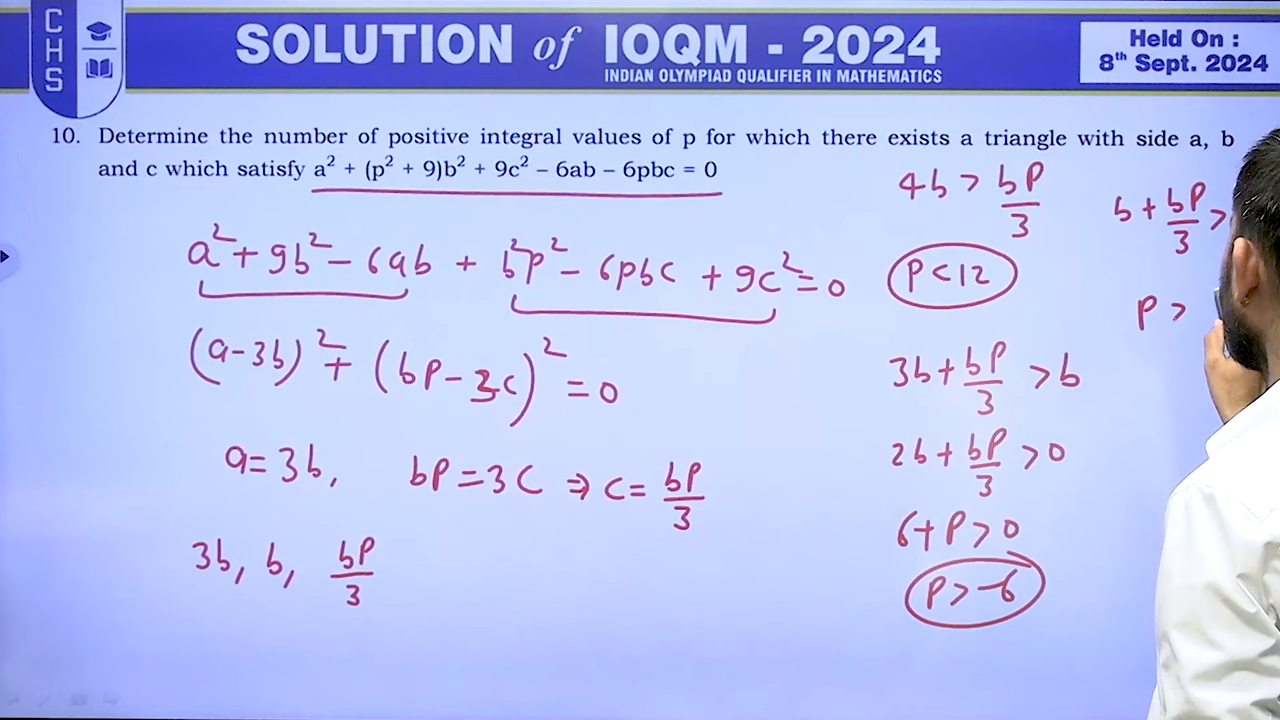 CHS
SOLUTION of IOQM - 2024
INDIAN OLYMPIAD QUALIFIER IN MATHEMATICS
Held On :
8th Sept. 2024
10. Determine the number of positive integral values of p for which there exists a triangle with side a, b
and c which satisfy a² + (p² + 9)b² + 9c² – 6ab – 6pbc = 0
a² + 9b² – 6ab + b²p² – 6pbc + 9c² = 0
(a-3b)² + (bp-3c)² = 0
a = 3b, bp = 3c ⇒ c = bp/3
3b, b, bp/3
4b > bp/3
p < 12
3b + bp/3 > b
2b + bp/3 > 0
6 + p > 0
p > -6
b + bp/3 >
p >